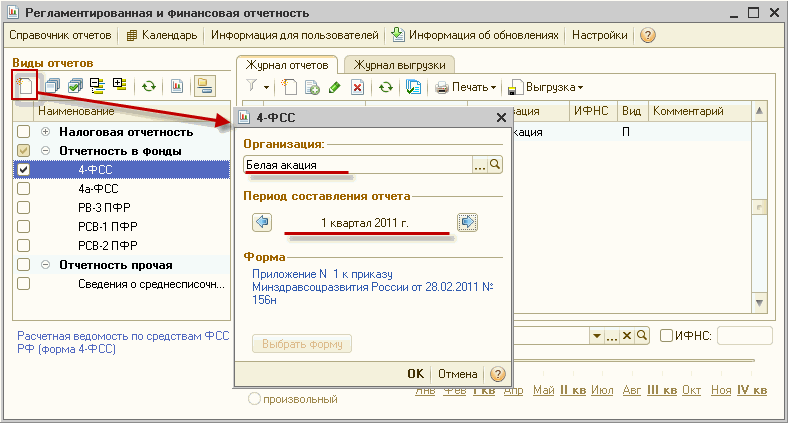 Регламентированная и финансовая отчетность
Справочник отчетов Календарь Информация для пользователей Информация об обновлениях Настройки
Виды отчетов
Журнал отчетов Журнал выгрузки
Печать Выгрузка
Наименование
ИФНС Вид Комментарий
Налоговая отчетность
П
Отчетность в фонды
4-ФСС
4а-ФСС
РВ-3 ПФР
РСВ-1 ПФР
РСВ-2 ПФР
Отчетность прочая
Сведения о среднесписочн...
Расчетная ведомость по средствам ФСС
РФ (форма 4-ФСС)
4-ФСС
Организация:
Белая акация
Период составления отчета
1 квартал 2011 г.
Форма
Приложение N 1 к приказу
Минздравсоцразвития России от 28.02.2011 №
156н
Выбрать форму
OK Отмена
ИФНС:
Янв Фев I кв Апр Май II кв Июл Авг III кв Окт Ноя IV кв
произвольный